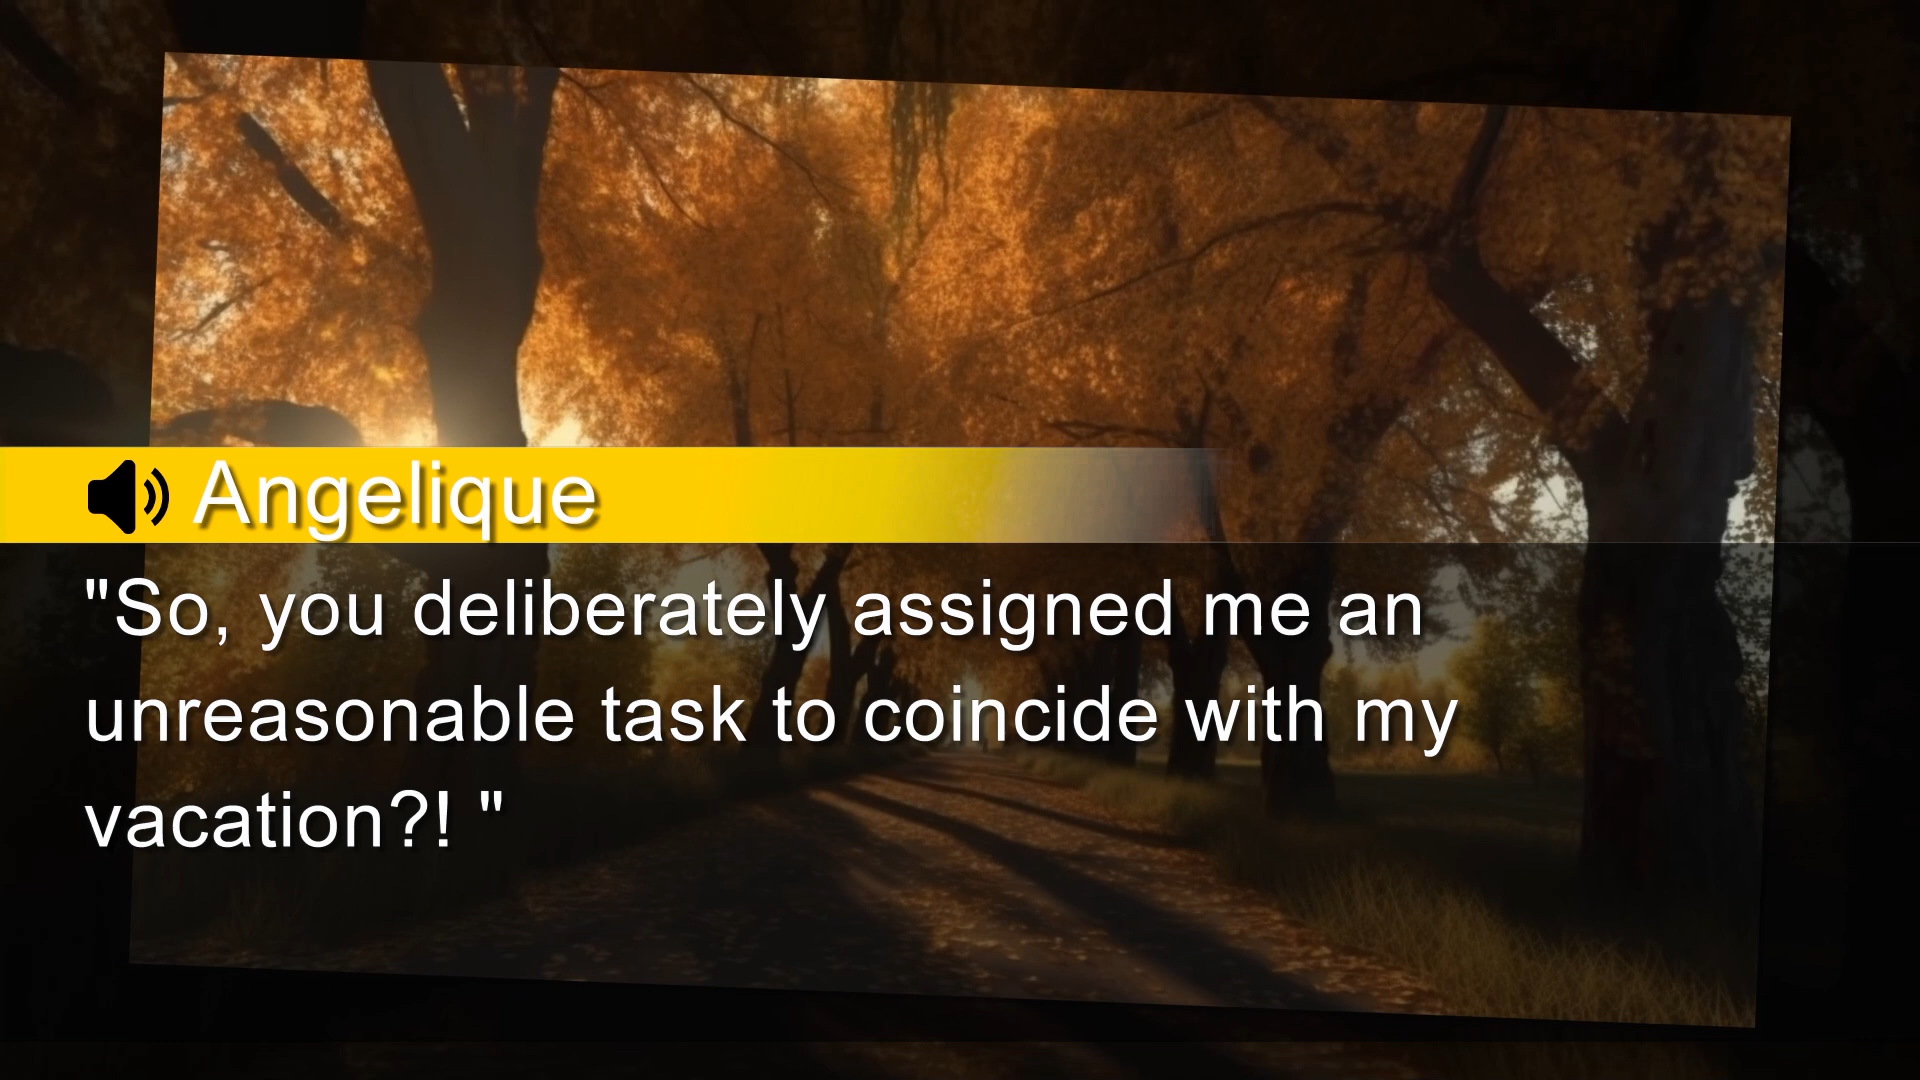 Angelique
"So, you deliberately assigned me an
unreasonable task to coincide with my
vacation?! "